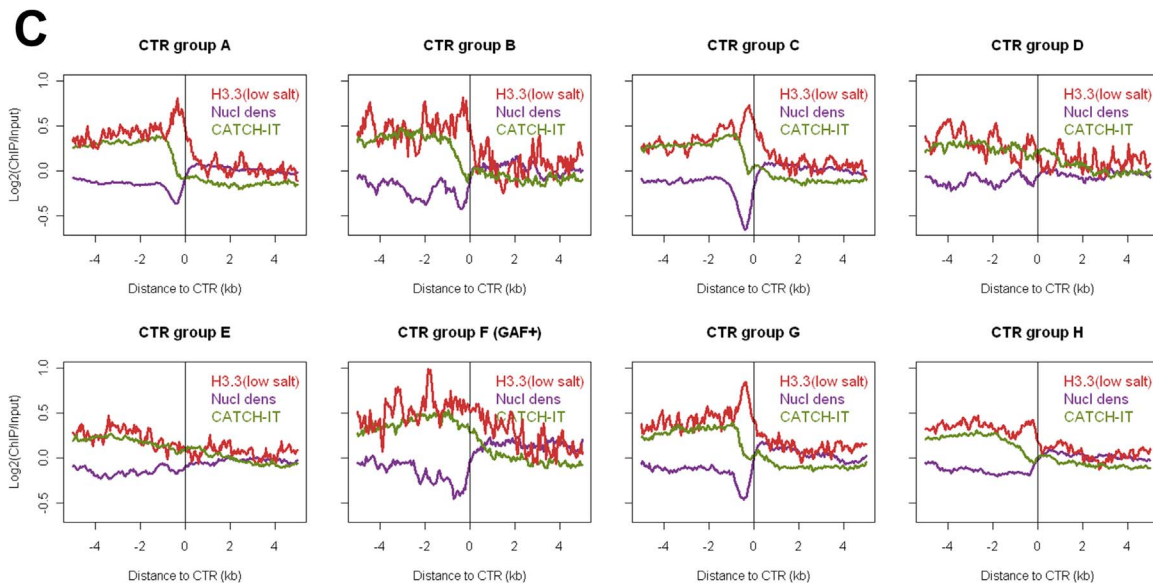 C
CTR group A
CTR group B
CTR group C
CTR group D
Log2(ChIP/Input)
1.0
0.5
0.0
-0.5
H3.3(low salt)
Nucl dens
CATCH-IT
H3.3(low salt)
Nucl dens
CATCH-IT
H3.3(low salt)
Nucl dens
CATCH-IT
H3.3(low salt)
Nucl dens
CATCH-IT
-4 -2 0 2 4
-4 -2 0 2 4
-4 -2 0 2 4
-4 -2 0 2 4
Distance to CTR (kb)
Distance to CTR (kb)
Distance to CTR (kb)
Distance to CTR (kb)
CTR group E
CTR group F (GAF+)
CTR group G
CTR group H
Log2(ChIP/Input)
1.0
0.5
0.0
-0.5
H3.3(low salt)
Nucl dens
CATCH-IT
H3.3(low salt)
Nucl dens
CATCH-IT
H3.3(low salt)
Nucl dens
CATCH-IT
H3.3(low salt)
Nucl dens
CATCH-IT
-4 -2 0 2 4
-4 -2 0 2 4
-4 -2 0 2 4
-4 -2 0 2 4
Distance to CTR (kb)
Distance to CTR (kb)
Distance to CTR (kb)
Distance to CTR (kb)